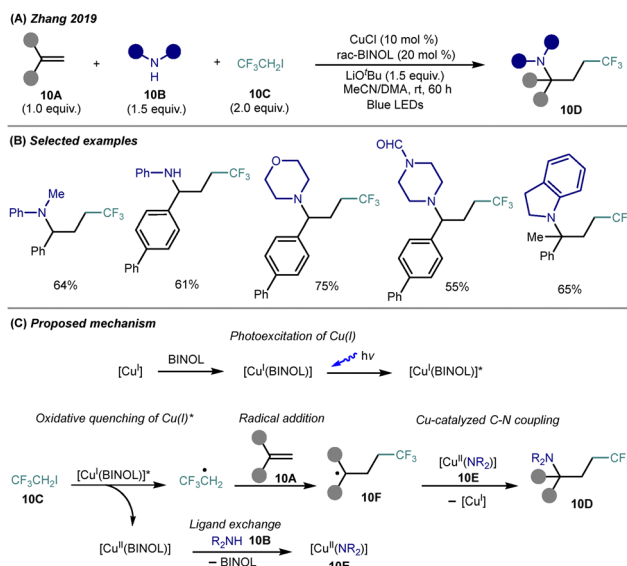 (A) Zhang 2019
10A
(1.0 equiv.)
+
N
H
10B
(1.5 equiv.)
+
CF3CH2I
10C
(2.0 equiv.)
CuCl (10 mol %)
rac-BINOL (20 mol %)
LiOtBu (1.5 equiv.)
MeCN/DMA, rt, 60 h
Blue LEDs
N
CF3
10D
(B) Selected examples
Me
Ph N
CF3
Ph
64%
Ph NH
CF3
Ph
61%
O
N
CF3
Ph
75%
OHC
N
N
CF3
Ph
55%
N
Me
Ph
65%
(C) Proposed mechanism
Photoexcitation of Cu(I)
[CuI]
BINOL
[CuI(BINOL)]
hν
[CuI(BINOL)]*
Oxidative quenching of Cu(I)*
Radical addition
Cu-catalyzed C-N coupling
CF3CH2I
10C
[CuI(BINOL)]*
CF3CH2
10A
CF3
10F
[CuII(NR2)]
10E
– [CuI]
R2N
10D
Ligand exchange
[CuII(BINOL)]
R2NH 10B
– BINOL
[CuII(NR2)]
10E